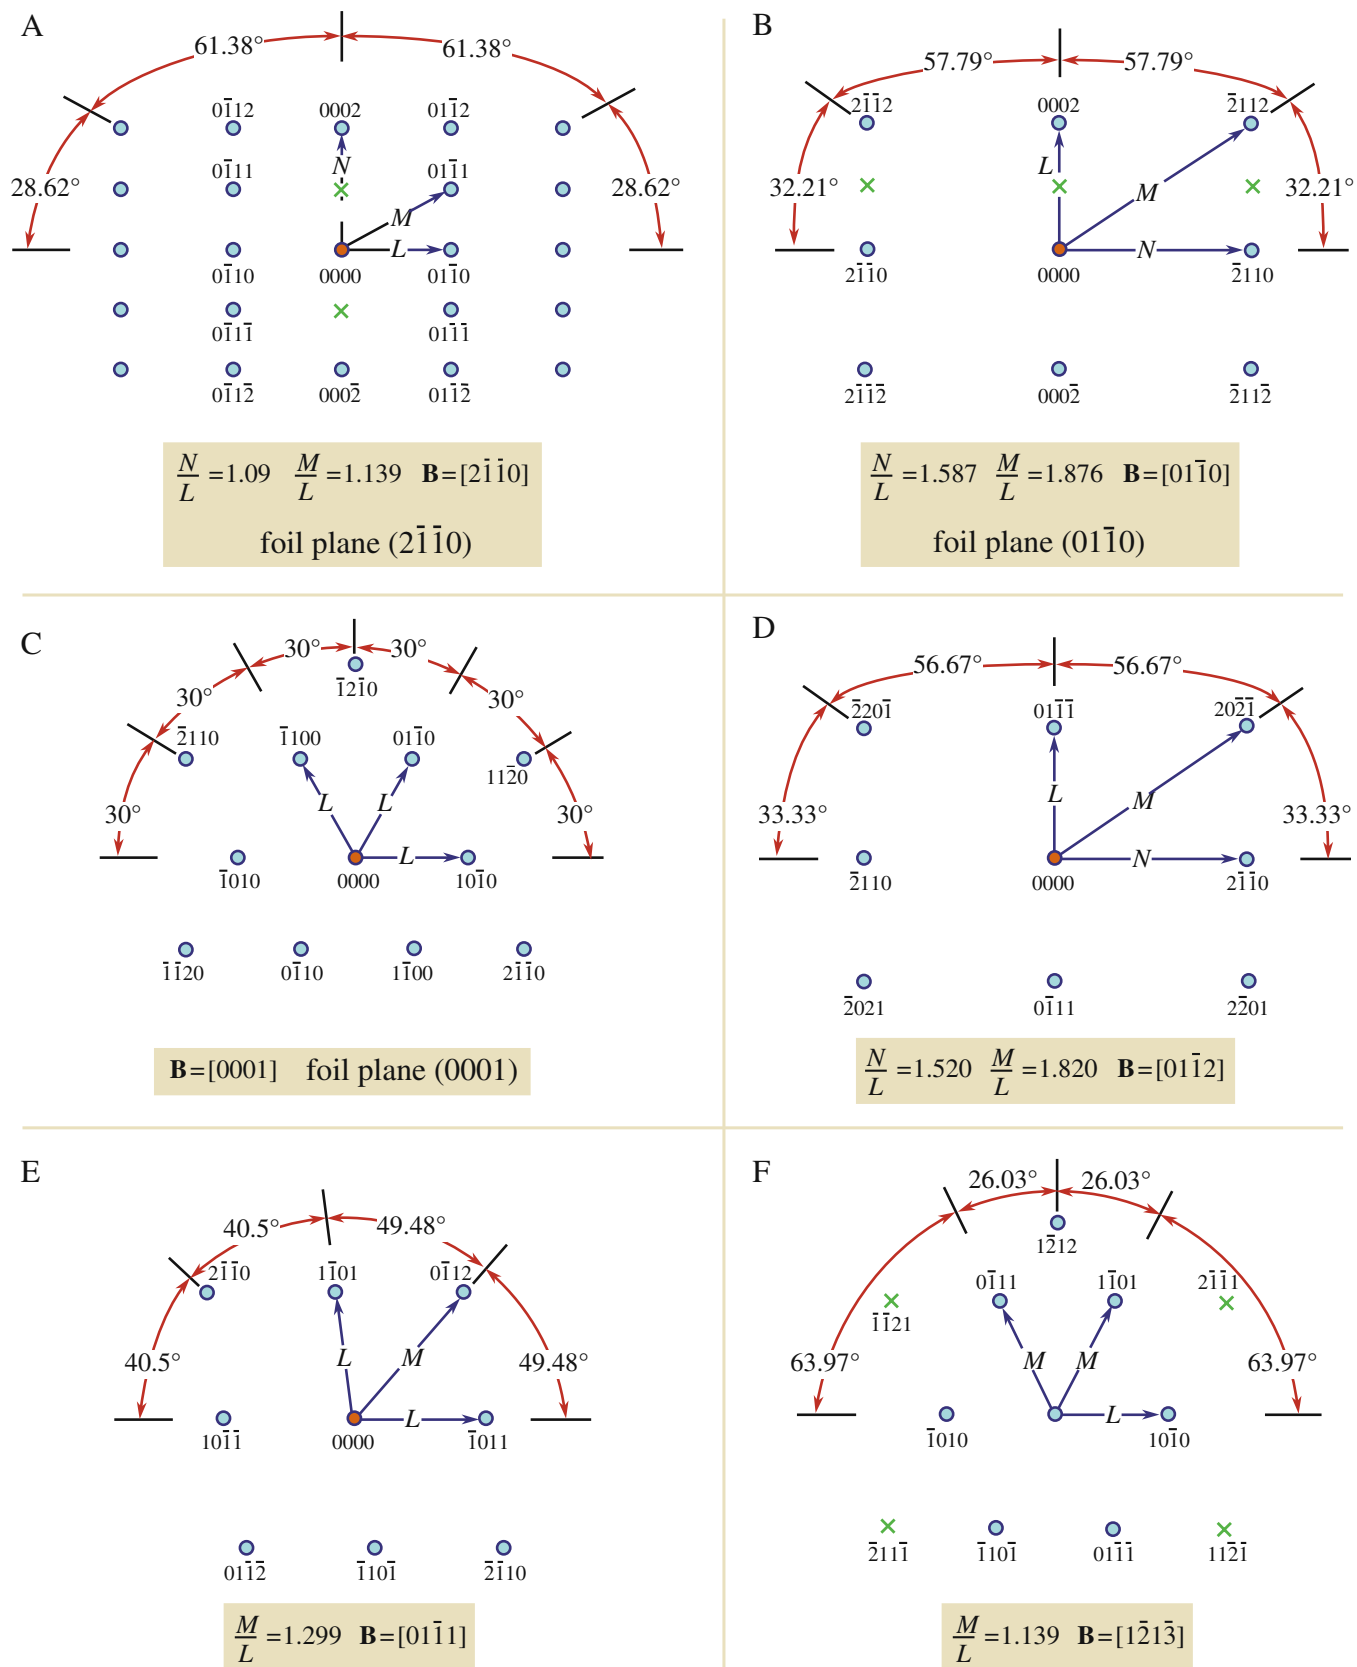 A
61.38° 61.38°
01̄12 0002 011̄2
N
28.62° 01̄11 011̄1 28.62°
M
L
01̄10 0000 011̄0
01̄11̄ 011̄1̄
01̄12̄ 0002̄ 011̄2̄
N/L =1.09 M/L =1.139 B=[21̄1̄0]
foil plane (21̄1̄0)
B
57.79° 57.79°
21̄1̄2 0002 2̄112
L
32.21° M 32.21°
N
21̄1̄0 0000 2̄110
21̄1̄2̄ 0002̄ 2̄112̄
N/L =1.587 M/L =1.876 B=[011̄0]
foil plane (011̄0)
C
30° 30°
1̄21̄0
30° 30°
2̄110 1̄100 011̄0
112̄0
L L
30° 30°
L
1̄010 0000 101̄0
1̄1̄20 01̄10 11̄00 21̄1̄0
B=[0001] foil plane (0001)
D
56.67° 56.67°
2̄201̄ 011̄1̄ 202̄1̄
L M
33.33° 33.33°
N
2̄110 0000 21̄1̄0
2̄021 01̄11 22̄01
N/L =1.520 M/L =1.820 B=[011̄2]
E
40.5° 49.48°
21̄1̄0 11̄01 01̄12
40.5° L M 49.48°
L
101̄1̄ 0000 1̄011
011̄2̄ 1̄101̄ 2̄1̄10
M/L =1.299 B=[011̄1]
F
26.03° 26.03°
12̄12
01̄11 11̄01 21̄1̄1
1̄1̄21
63.97° M M 63.97°
L
1̄010 101̄0
2̄111̄ 1̄101̄ 011̄1̄ 112̄1̄
M/L =1.139 B=[12̄13̄]